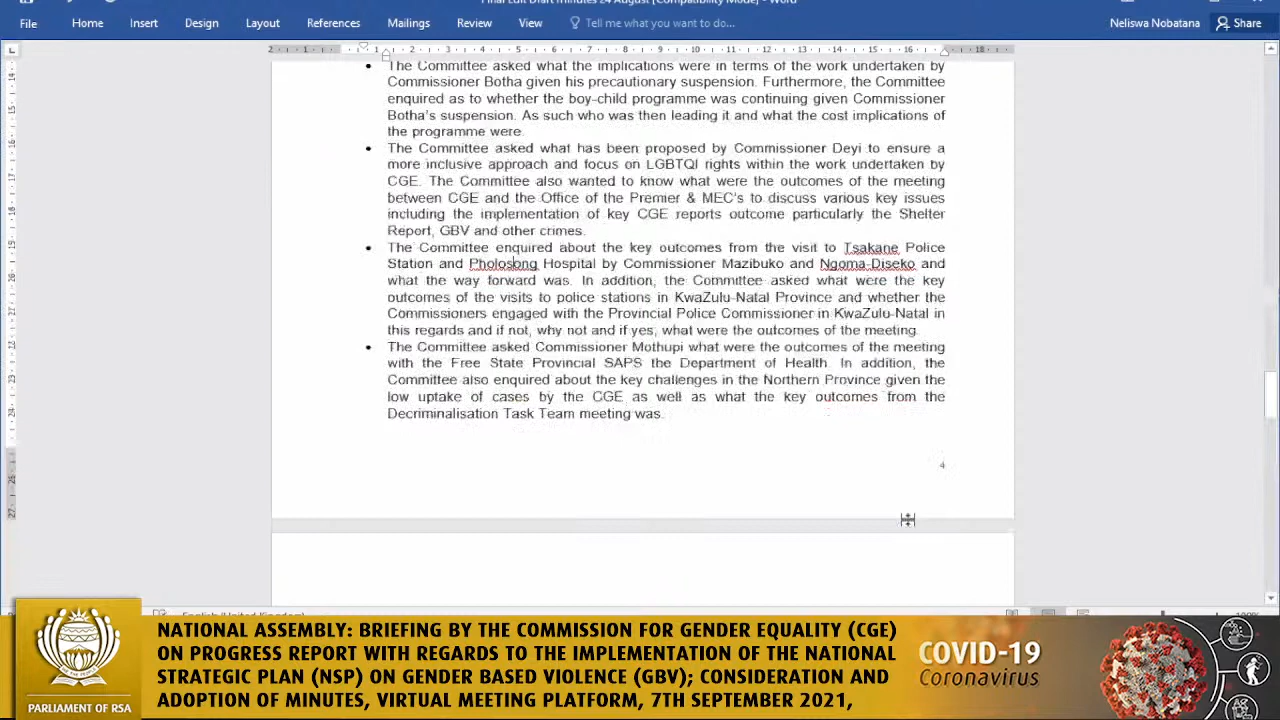 Final Edit Draft Minutes 24 August [Compatibility Mode] - Word
File Home Insert Design Layout References Mailings Review View Tell me what you want to do... Neliswa Nobatana Share
• The Committee asked what the implications were in terms of the work undertaken by
Commissioner Botha given his precautionary suspension. Furthermore, the Committee
enquired as to whether the boy-child programme was continuing given Commissioner
Botha's suspension. As such who was then leading it and what the cost implications of
the programme were.
• The Committee asked what has been proposed by Commissioner Deyi to ensure a
more inclusive approach and focus on LGBTQI rights within the work undertaken by
CGE. The Committee also wanted to know what were the outcomes of the meeting
between CGE and the Office of the Premier & MEC's to discuss various key issues
including the implementation of key CGE reports outcome particularly the Shelter
Report, GBV and other crimes.
• The Committee enquired about the key outcomes from the visit to Tsakane Police
Station and Pholosong Hospital by Commissioner Mazibuko and Ngoma-Diseko and
what the way forward was. In addition, the Committee asked what were the key
outcomes of the visits to police stations in KwaZulu-Natal Province and whether the
Commissioners engaged with the Provincial Police Commissioner in KwaZulu-Natal in
this regards and if not, why not and if yes, what were the outcomes of the meeting.
• The Committee asked Commissioner Mothupi what were the outcomes of the meeting
with the Free State Provincial SAPS the Department of Health. In addition, the
Committee also enquired about the key challenges in the Northern Province given the
low uptake of cases by the CGE as well as what the key outcomes from the
Decriminalisation Task Team meeting was.
4
English (United Kingdom)
NATIONAL ASSEMBLY: BRIEFING BY THE COMMISSION FOR GENDER EQUALITY (CGE)
ON PROGRESS REPORT WITH REGARDS TO THE IMPLEMENTATION OF THE NATIONAL
STRATEGIC PLAN (NSP) ON GENDER BASED VIOLENCE (GBV); CONSIDERATION AND
ADOPTION OF MINUTES, VIRTUAL MEETING PLATFORM, 7TH SEPTEMBER 2021,
PARLIAMENT OF RSA
COVID-19
Coronavirus